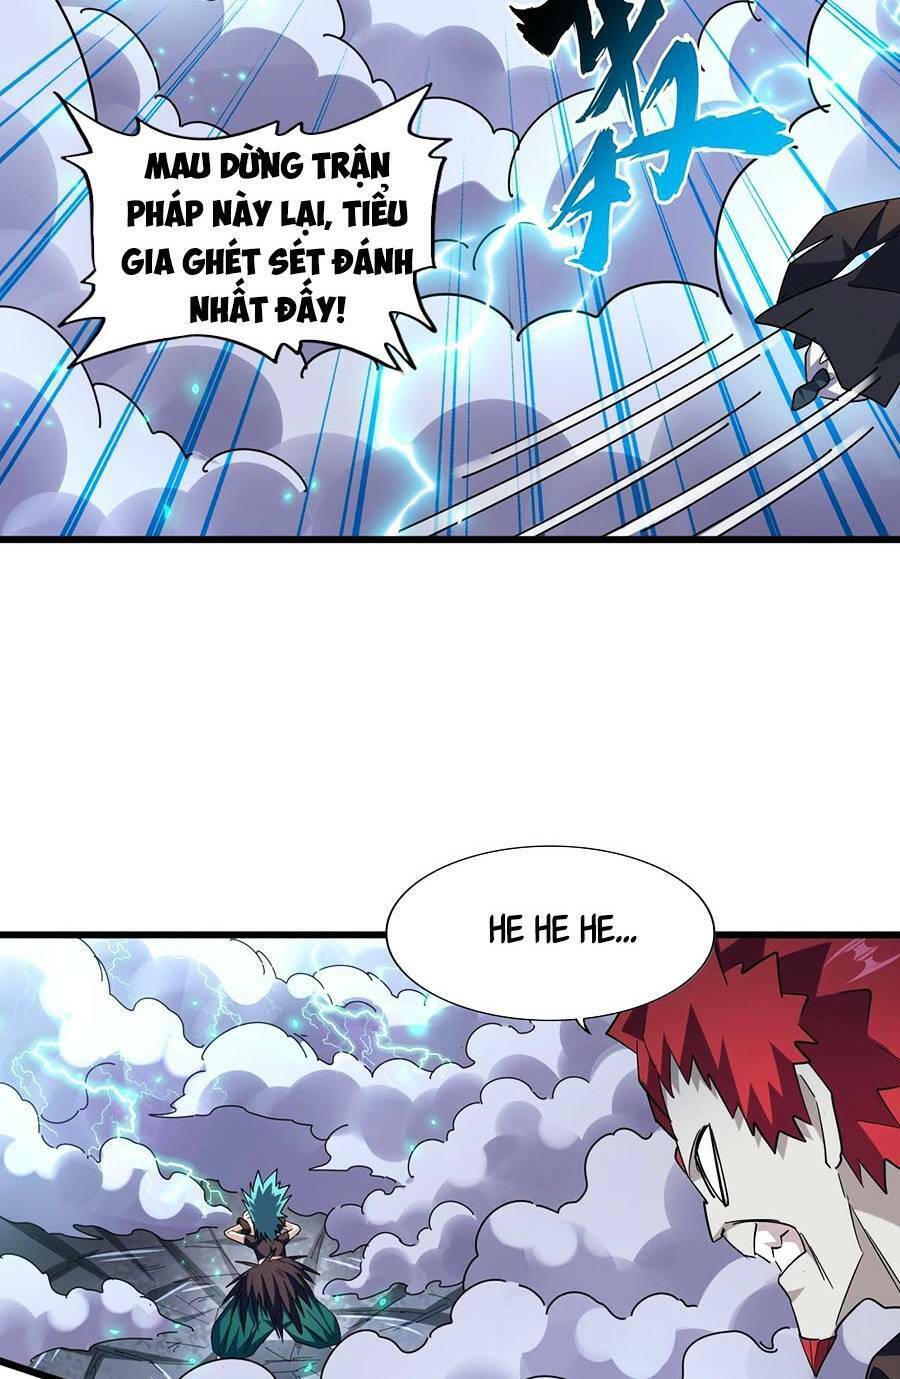 MAU DỪNG TRẬN
PHÁP NÀY LẠI, TIỂU
GIA GHÉT SÉT ĐÁNH
NHẤT ĐẤY!
HE HE HE...